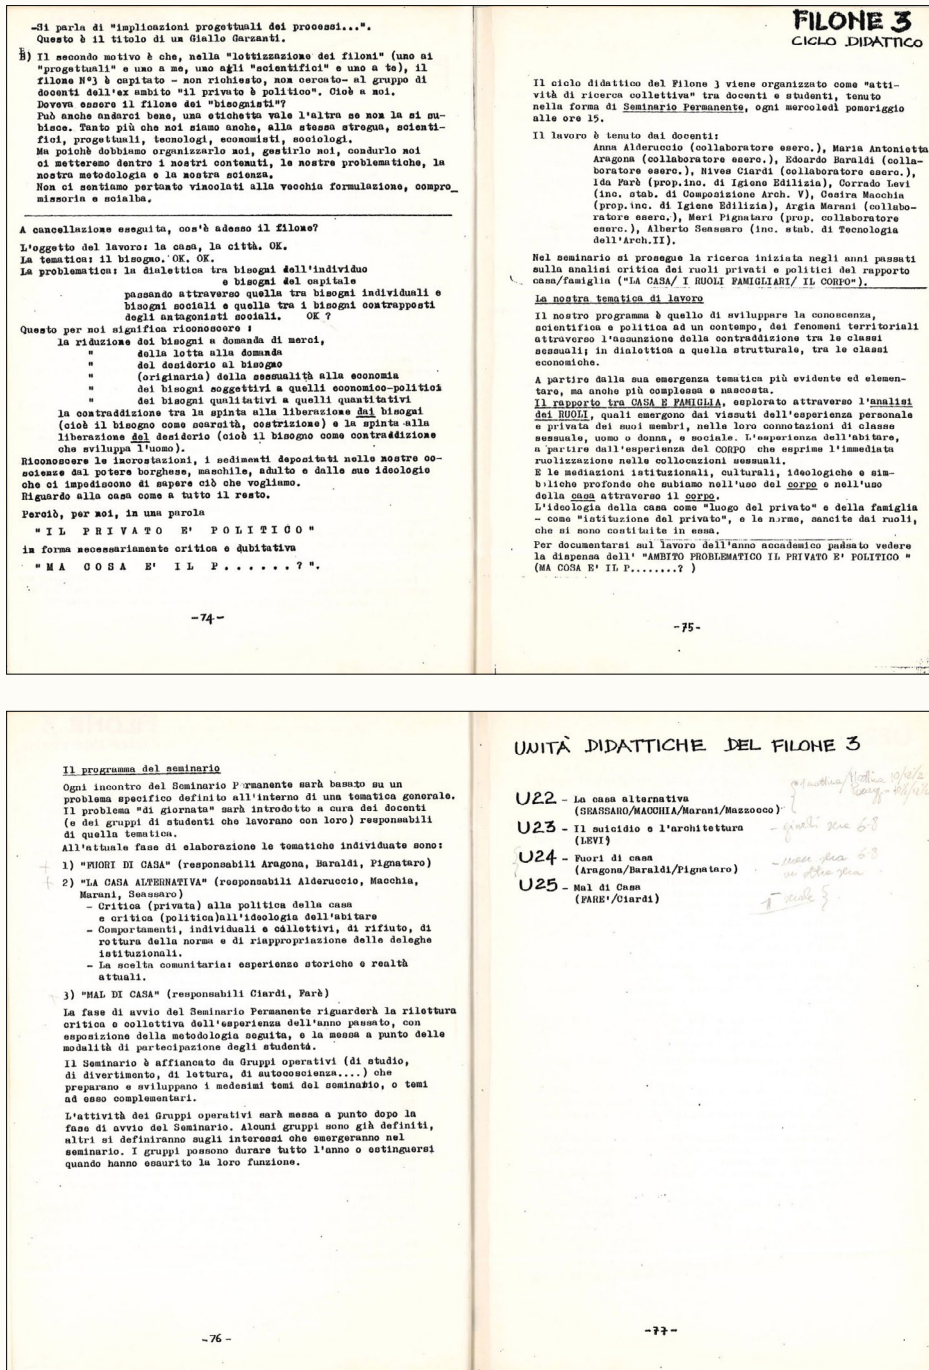 -Si parla di "implicazioni progettuali dei processi...".
Questo è il titolo di un Giallo Garzanti.
B) Il secondo motivo è che, nella "lottizzazione dei filoni" (uno ai
"progettuali" e uno a me, uno agli "scientifici" e uno a te), il
filone N°3 è capitato - non richiesto, non cercato- al gruppo di
docenti dell'ex ambito "il privato è politico". Cioè a noi.
Doveva essere il filone dei "bisognisti"?
Può anche andarci bene, una etichetta vale l'altra se non la si su-
bisce. Tanto più che noi siamo anche, alla stessa stregua, scienti-
fici, progettuali, tecnologi, economisti, sociologi.
Ma poichè dobbiamo organizzarlo noi, gestirlo noi, condurlo noi
ci metteremo dentro i nostri contenuti, le nostre problematiche, la
nostra metodologia e la nostra scienza.
Non ci sentiamo pertanto vincolati alla vecchia formulazione, compro_
missoria e scialba.
A cancellazione eseguita, cos'è adesso il filone?
L'oggetto del lavoro: la casa, la città. OK.
La tematica: il bisogno. OK. OK.
La problematica: la dialettica tra bisogni dell'individuo
e bisogni del capitale
passando attraverso quella tra bisogni individuali e
bisogni sociali e quella tra i bisogni contrapposti
degli antagonisti sociali. OK ?
Questo per noi significa riconoscere :
la riduzione dei bisogni a domanda di merci,
" della lotta alla domanda
" del desiderio al bisogno
" (originaria) della sessualità alla economia
" dei bisogni soggettivi a quelli economico-politici
" dei bisogni qualitativi a quelli quantitativi
la contraddizione tra la spinta alla liberazione dai bisogni
(cioè il bisogno come scarsità, costrizione) e la spinta alla
liberazione del desiderio (cioè il bisogno come contraddizione
che sviluppa l'uomo).
Riconoscere le incrostazioni, i sedimenti depositati nelle nostre co-
scienze dal potere borghese, maschile, adulto e dalle sue ideologie
che ci impediscono di sapere ciò che vogliamo.
Riguardo alla casa come a tutto il resto.
Perciò, per noi, in una parola
"IL PRIVATO E' POLITICO"
in forma necessariamente critica e dubitativa
"MA COSA E' IL P.......?".
-74-
FILONE 3
CICLO DIDATTICO
Il ciclo didattico del Filone 3 viene organizzato come "atti-
vità di ricerca collettiva" tra docenti e studenti, tenuto
nella forma di Seminario Permanente, ogni mercoledì pomeriggio
alle ore 15.
Il lavoro è tenuto dai docenti:
Anna Alderuccio (collaboratore eserc.), Maria Antonietta
Aragona (collaboratore eserc.), Edoardo Baraldi (colla-
boratore eserc.), Nives Ciardi (collaboratore eserc.),
Ida Farè (prop.inc. di Igiene Edilizia), Corrado Levi
(inc. stab. di Composizione Arch. V), Cesira Macchia
(prop.inc. di Igiene Edilizia), Argia Marani (collabo-
ratore eserc.), Meri Pignataro (prop. collaboratore
eserc.), Alberto Seassaro (inc. stab. di Tecnologia
dell'Arch.II).
Nel seminario si prosegue la ricerca iniziata negli anni passati
sulla analisi critica dei ruoli privati e politici del rapporto
casa/famiglia ("LA CASA/ I RUOLI FAMIGLIARI/ IL CORPO").
La nostra tematica di lavoro
Il nostro programma è quello di sviluppare la conoscenza,
scientifica e politica ad un contempo, dei fenomeni territoriali
attraverso l'assunzione della contraddizione tra le classi
sessuali; in dialettica a quella strutturale, tra le classi
economiche.
A partire dalla sua emergenza tematica più evidente ed elemen-
tare, ma anche più complessa e nascosta.
Il rapporto tra CASA E FAMIGLIA, esplorato attraverso l'analisi
dei RUOLI, quali emergono dai vissuti dell'esperienza personale
e privata dei suoi membri, nelle loro connotazioni di classe
sessuale, uomo o donna, e sociale. L'esperienza dell'abitare,
a partire dall'esperienza del CORPO che esprime l'immediata
ruolizzazione nelle collocazioni sessuali.
E le mediazioni istituzionali, culturali, ideologiche e sim-
boliche profonde che subiamo nell'uso del corpo e nell'uso
della casa attraverso il corpo.
L'ideologia della casa come "luogo del privato" e della famiglia
- come "istituzione del privato", e le norme, sancite dai ruoli,
che si sono costituite in essa.
Per documentarsi sul lavoro dell'anno accademico passato vedere
la dispensa dell' "AMBITO PROBLEMATICO IL PRIVATO E' POLITICO "
(MA COSA E' IL P........? )
-75-
Il programma del seminario
Ogni incontro del Seminario Permanente sarà basato su un
problema specifico definito all'interno di una tematica generale.
Il problema "di giornata" sarà introdotto a cura dei docenti
(e dei gruppi di studenti che lavorano con loro) responsabili
di quella tematica.
All'attuale fase di elaborazione le tematiche individuate sono:
1) "FUORI DI CASA" (responsabili Aragona, Baraldi, Pignataro)
2) "LA CASA ALTERNATIVA" (responsabili Alderuccio, Macchia,
Marani, Seassaro)
- Critica (privata) alla politica della casa
e critica (politica)all'ideologia dell'abitare
- Comportamenti, individuali e collettivi, di rifiuto, di
rottura della norma e di riappropriazione delle deleghe
istituzionali.
- La scelta comunitaria: esperienze storiche e realtà
attuali.
3) "MAL DI CASA" (responsabili Ciardi, Farè)
La fase di avvio del Seminario Permanente riguarderà la rilettura
critica e collettiva dell'esperienza dell'anno passato, con
esposizione della metodologia seguita, e la messa a punto delle
modalità di partecipazione degli studenti.
Il Seminario è affiancato da Gruppi operativi (di studio,
di divertimento, di lettura, di autocoscienza....) che
preparano e sviluppano i medesimi temi del seminario, o temi
ad esso complementari.
L'attività dei Gruppi operativi sarà messa a punto dopo la
fase di avvio del Seminario. Alcuni gruppi sono già definiti,
altri si definiranno sugli interessi che emergeranno nel
seminario. I gruppi possono durare tutto l'anno o estinguersi
quando hanno esaurito la loro funzione.
-76-
UNITÀ DIDATTICHE DEL FILONE 3
U22 - La casa alternativa
(SEASSARO/MACCHIA/Marani/Mazzocco)
U23 - Il suicidio e l'architettura
(LEVI)
U24 - Fuori di casa
(Aragona/Baraldi/Pignataro)
U25 - Mal di Casa
(FARE'/Ciardi)
-77-